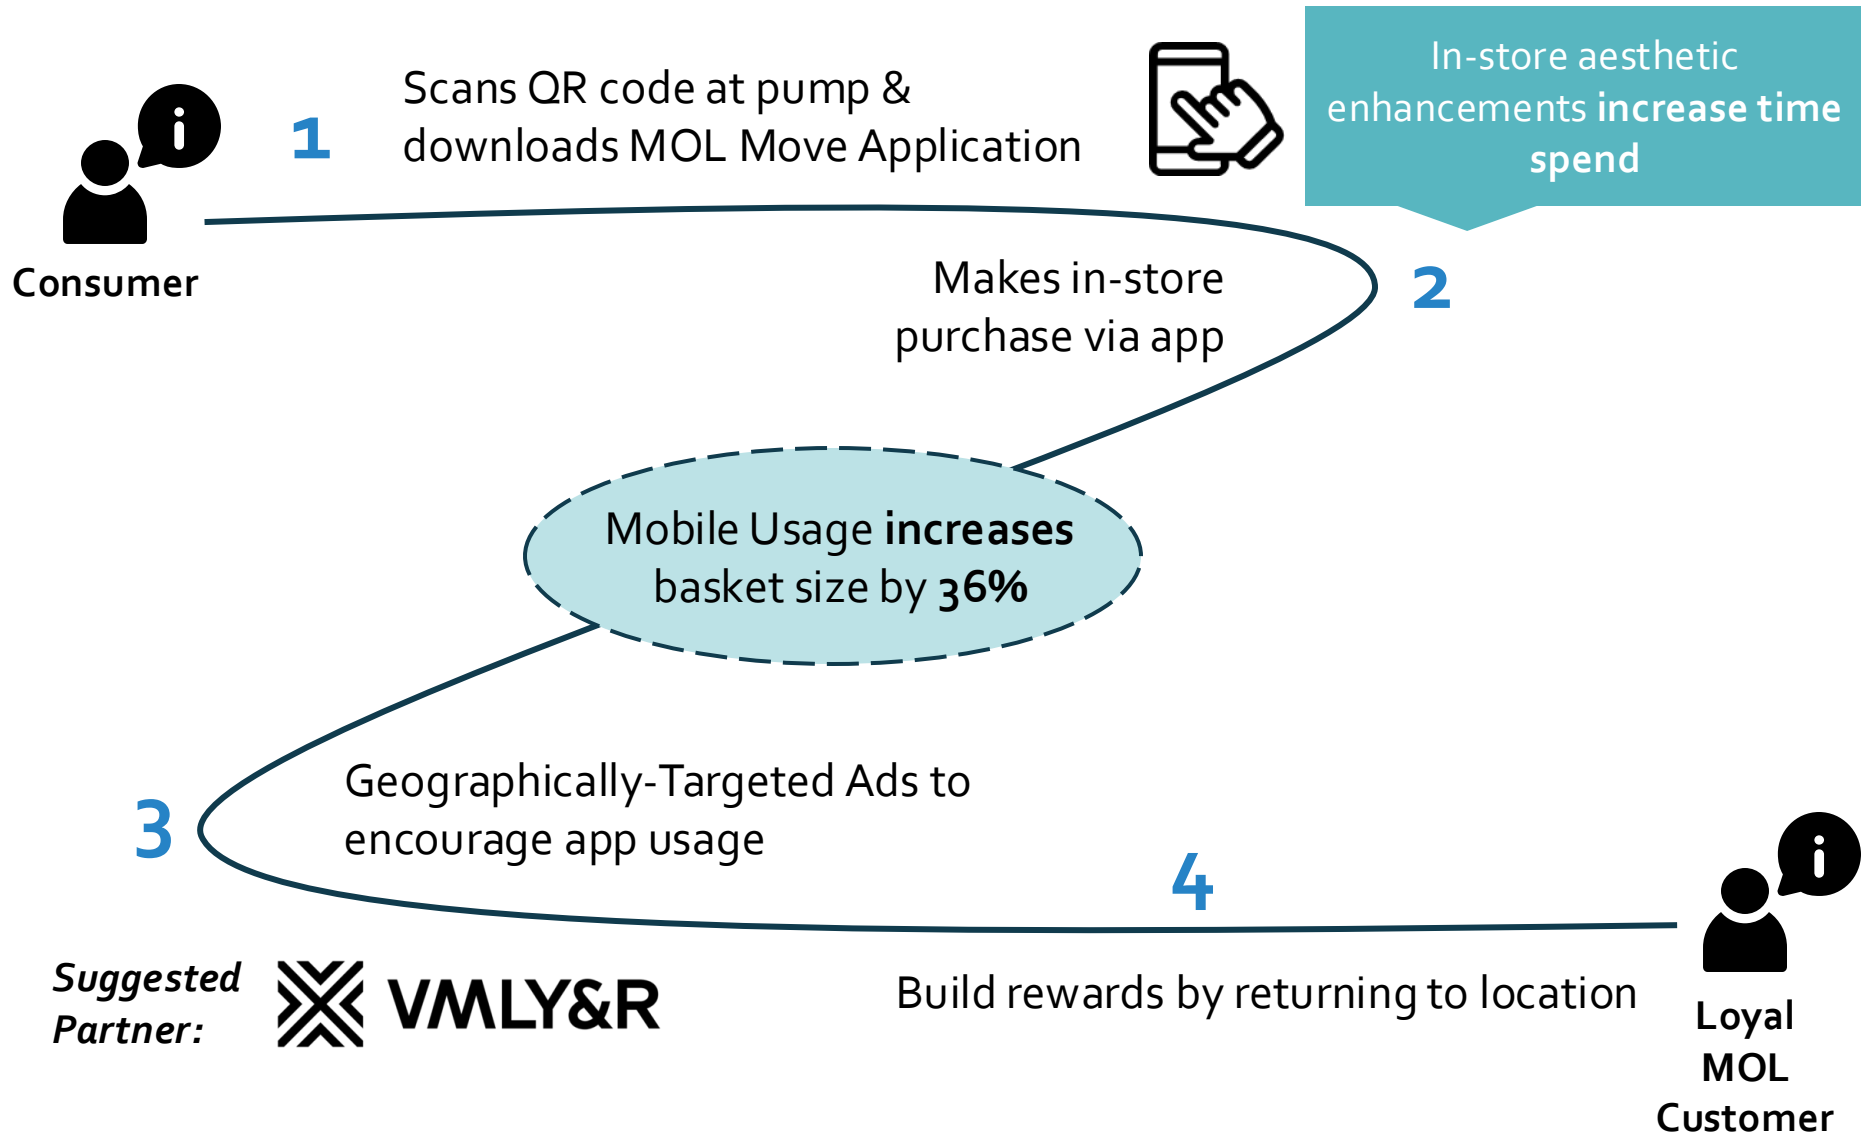 Scans QR code at pump &
downloads MOL Move Application
1
i
Consumer
In-store aesthetic
enhancements increase time
spend
Makes in-store
purchase via app
2
Mobile Usage increases
basket size by 36%
3
Geographically-Targeted Ads to
encourage app usage
4
Build rewards by returning to location
Suggested
Partner:
VMLY&R
i
Loyal
MOL
Customer